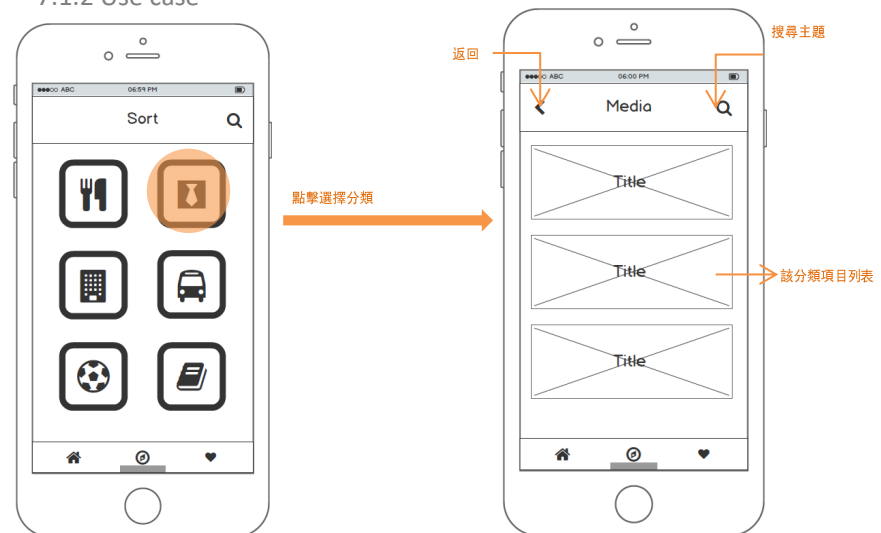 7.1.2 Use case
搜尋主題
返回
ABC 06:59 PM
ABC 06:00 PM
Sort
Media
Title
點擊選擇分類
Title
該分類項目列表
Title